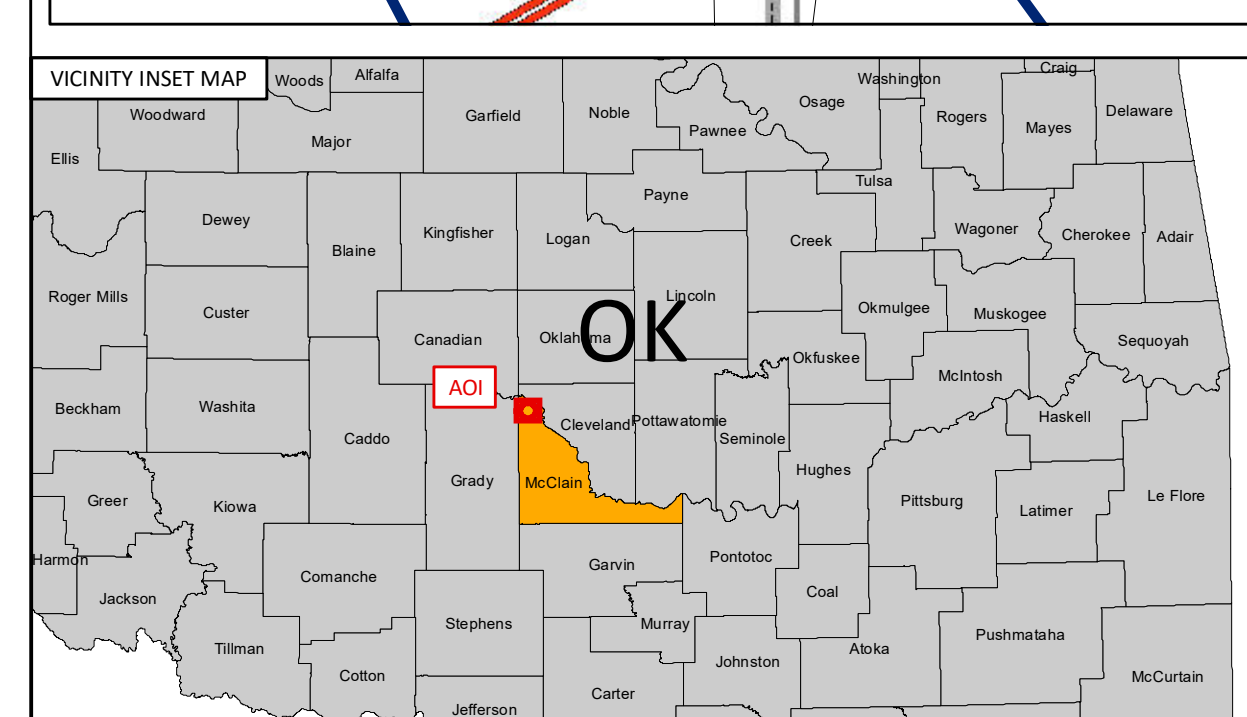 VICINITY INSET MAP
Woods
Alfalfa
Washington
Craig
Woodward
Garfield
Noble
Osage
Rogers
Mayes
Delaware
Ellis
Major
Pawnee
Tulsa
Payne
Dewey
Blaine
Kingfisher
Logan
Creek
Wagoner
Cherokee
Adair
Roger Mills
Custer
Lincoln
Okmulgee
Muskogee
OK
Canadian
Oklahoma
Okfuskee
Sequoyah
AOI
McIntosh
Beckham
Washita
Caddo
Cleveland
Pottawatomie
Seminole
Haskell
Hughes
Grady
McClain
Greer
Kiowa
Pittsburg
Latimer
Le Flore
Harmon
Comanche
Garvin
Pontotoc
Coal
Jackson
Stephens
Murray
Tillman
Cotton
Johnston
Atoka
Pushmataha
McCurtain
Carter
Jefferson